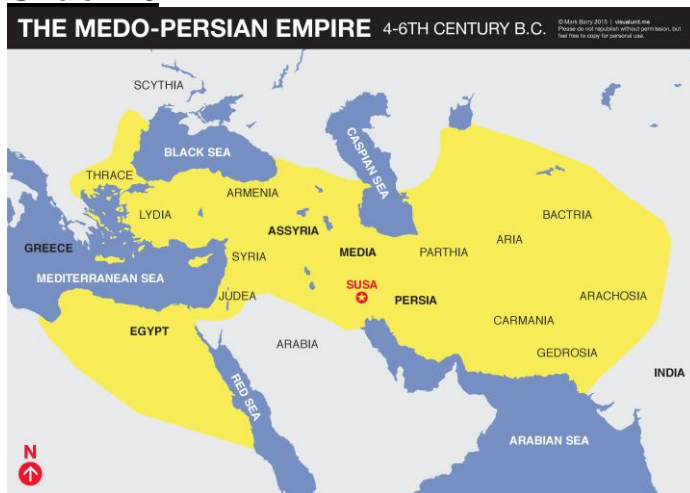 THE MEDO-PERSIAN EMPIRE 4-6TH CENTURY B.C.
©Mark Barry 2015 | visualunit.me
Please do not republish without permission, but
feel free to copy for personal use.
SCYTHIA
BLACK SEA
CASPIAN SEA
THRACE
ARMENIA
LYDIA
BACTRIA
ASSYRIA
ARIA
GREECE
SYRIA
MEDIA
PARTHIA
MEDITERRANEAN SEA
SUSA
JUDEA
PERSIA
ARACHOSIA
EGYPT
CARMANIA
ARABIA
GEDROSIA
RED SEA
INDIA
ARABIAN SEA
N